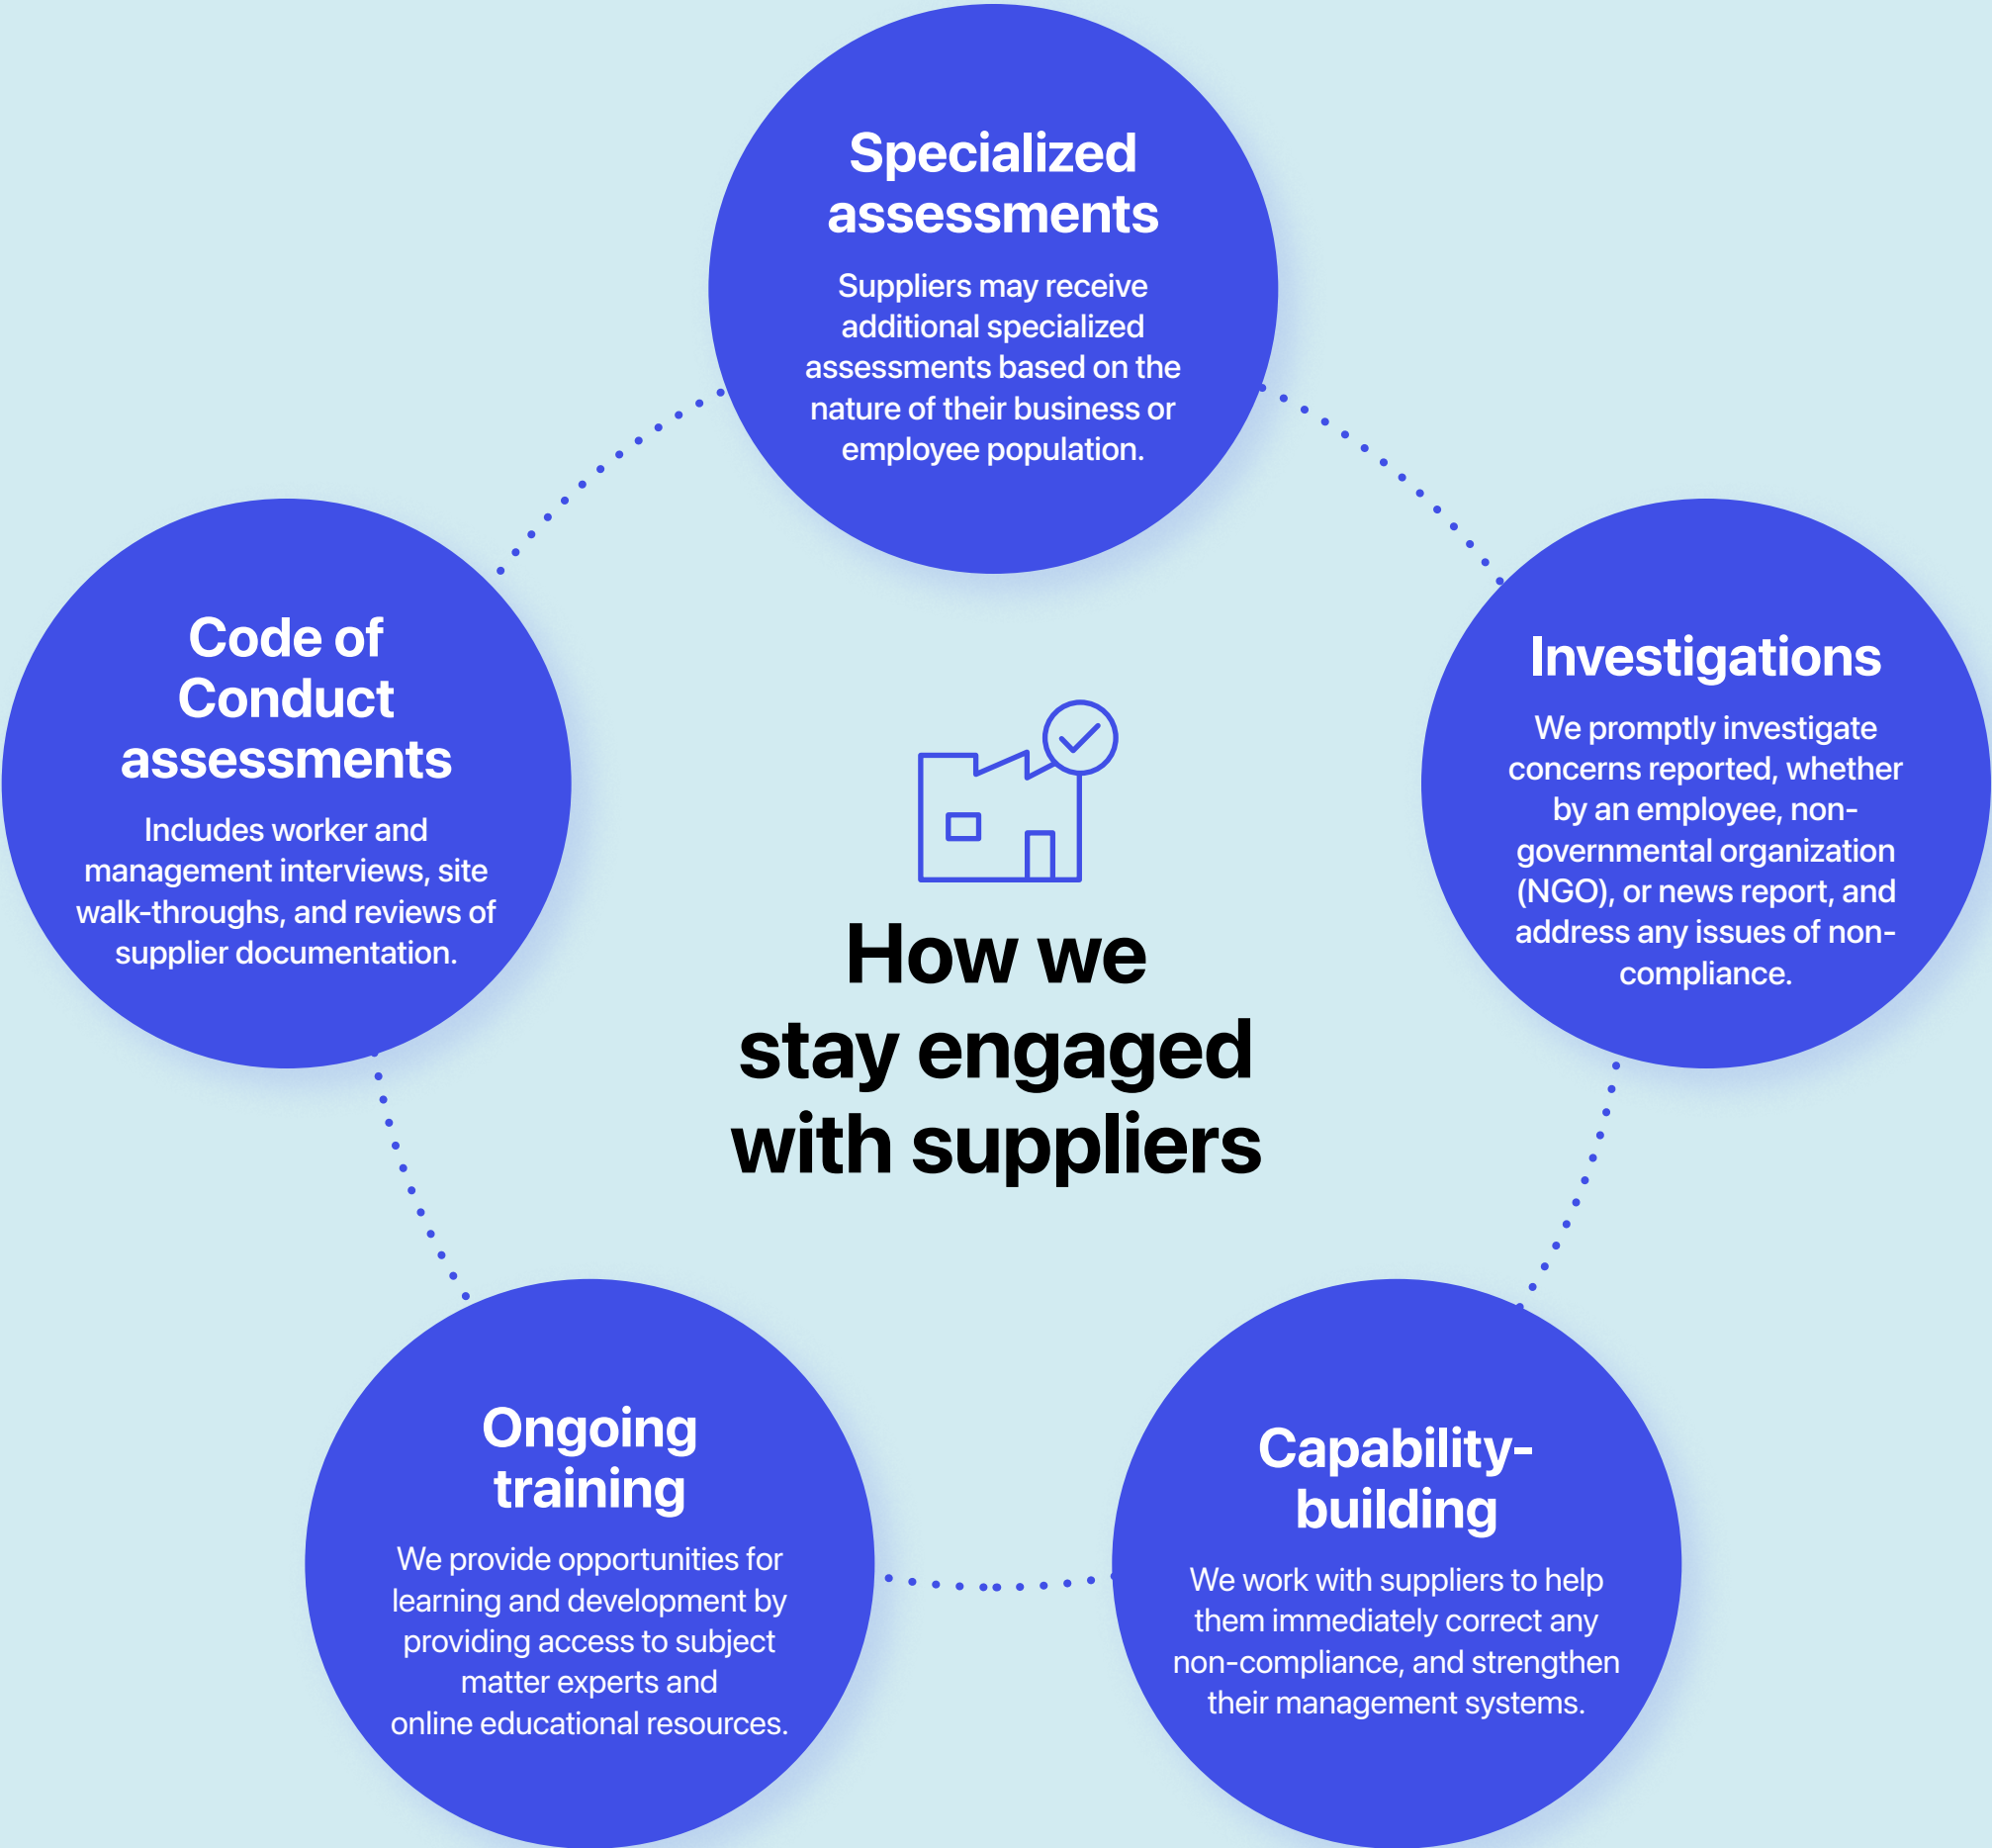 Specialized
assessments
Suppliers may receive
additional specialized
assessments based on the
nature of their business or
employee population.
Code of
Conduct
assessments
Includes worker and
management interviews, site
walk-throughs, and reviews of
supplier documentation.
Investigations
We promptly investigate
concerns reported, whether
by an employee, non-
governmental organization
(NGO), or news report, and
address any issues of non-
compliance.
How we
stay engaged
with suppliers
Ongoing
training
We provide opportunities for
learning and development by
providing access to subject
matter experts and
online educational resources.
Capability-
building
We work with suppliers to help
them immediately correct any
non-compliance, and strengthen
their management systems.